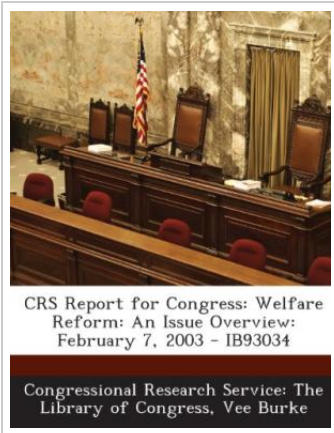 CRS Report for Congress: Welfare
Reform: An Issue Overview:
February 7, 2003 - IB93034
Congressional Research Service: The
Library of Congress, Vee Burke